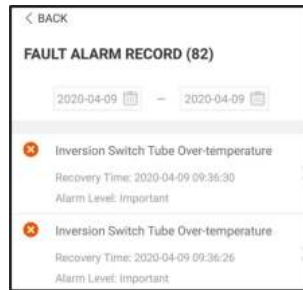 < BACK
FAULT ALARM RECORD (82)
2020-04-09 – 2020-04-09
Inversion Switch Tube Over-temperature
Recovery Time: 2020-04-09 09:36:30
Alarm Level: Important
Inversion Switch Tube Over-temperature
Recovery Time: 2020-04-09 09:36:26
Alarm Level: Important